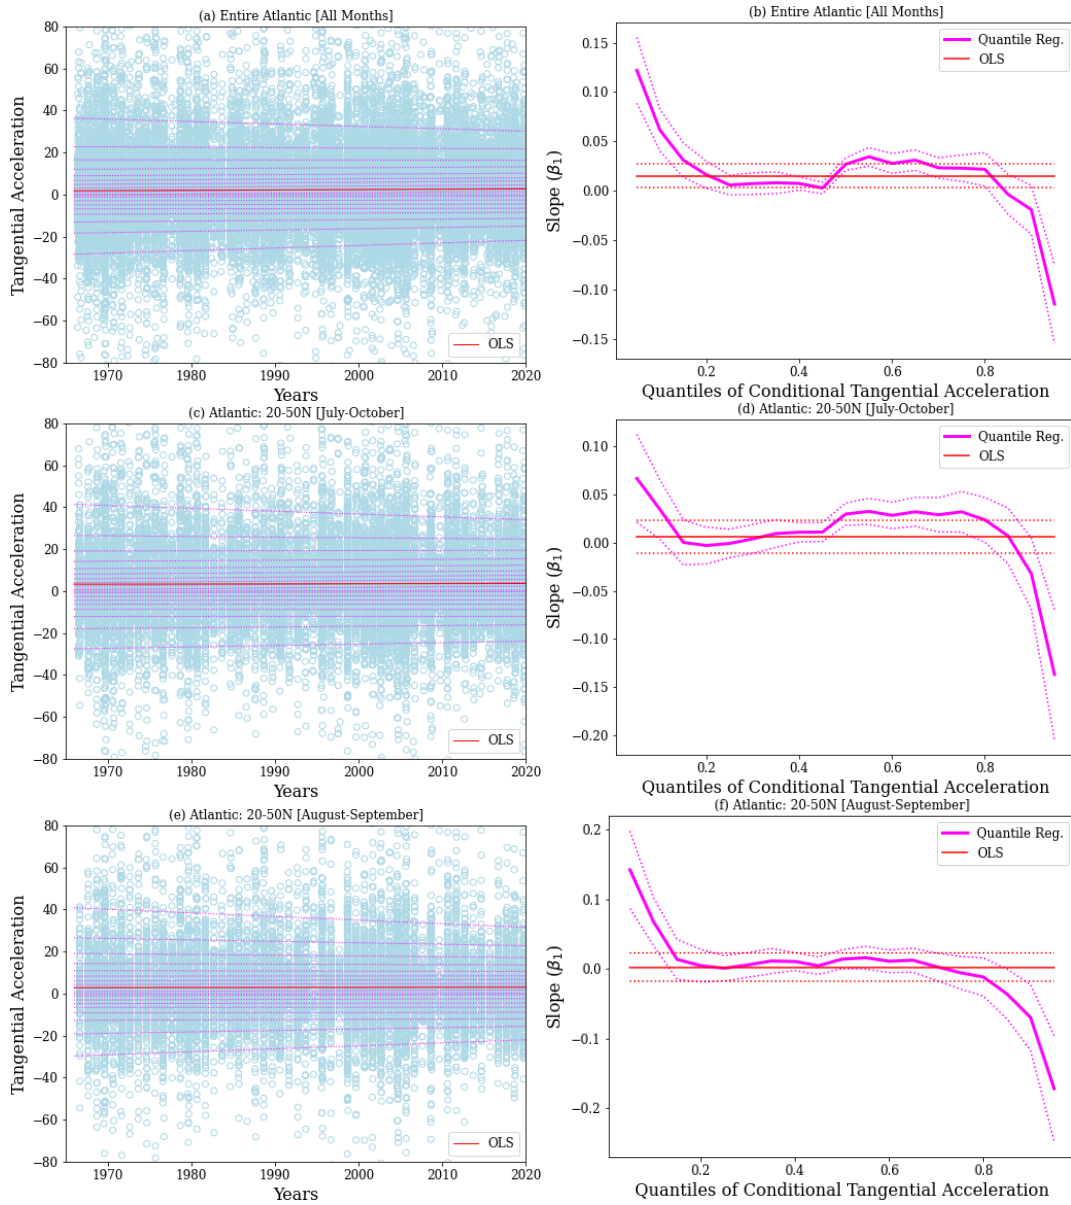 (a) Entire Atlantic [All Months]
80
60
40
20
0
−20
−40
−60
−80
Tangential Acceleration
OLS
1970
1980
1990
2000
2010
2020
Years
(b) Entire Atlantic [All Months]
0.15
0.10
0.05
0.00
−0.05
−0.10
−0.15
Slope (β₁)
Quantile Reg.
OLS
0.2
0.4
0.6
0.8
Quantiles of Conditional Tangential Acceleration
(c) Atlantic: 20-50N [July-October]
80
60
40
20
0
−20
−40
−60
−80
Tangential Acceleration
OLS
1970
1980
1990
2000
2010
2020
Years
(d) Atlantic: 20-50N [July-October]
0.10
0.05
0.00
−0.05
−0.10
−0.15
−0.20
Slope (β₁)
Quantile Reg.
OLS
0.2
0.4
0.6
0.8
Quantiles of Conditional Tangential Acceleration
(e) Atlantic: 20-50N [August-September]
80
60
40
20
0
−20
−40
−60
−80
Tangential Acceleration
OLS
1970
1980
1990
2000
2010
2020
Years
(f) Atlantic: 20-50N [August-September]
0.2
0.1
0.0
−0.1
−0.2
Slope (β₁)
Quantile Reg.
OLS
0.2
0.4
0.6
0.8
Quantiles of Conditional Tangential Acceleration